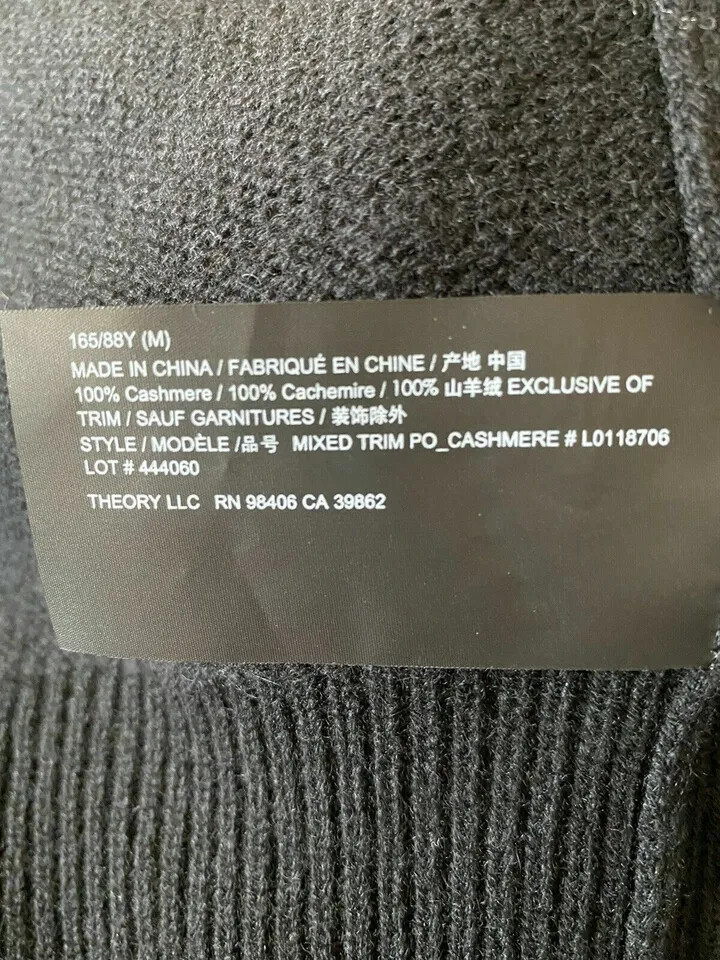 165/88Y (M)
MADE IN CHINA / FABRIQUÉ EN CHINE / 产地 中国
100% Cashmere / 100% Cachemire / 100% 山羊绒 EXCLUSIVE OF
TRIM / SAUF GARNITURES / 装饰除外
STYLE / MODÈLE /品号 MIXED TRIM PO_CASHMERE # L0118706
LOT # 444060
THEORY LLC RN 98406 CA 39862